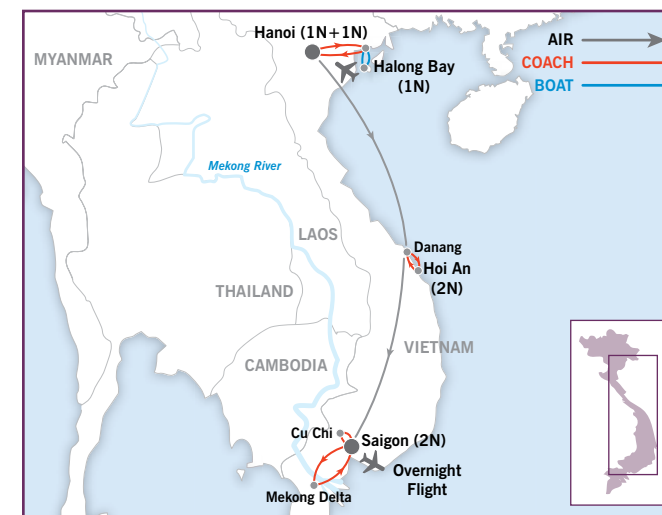 Hanoi (1N+1N)
AIR
COACH
BOAT
MYANMAR
Halong Bay
(1N)
Mekong River
LAOS
Danang
Hoi An
(2N)
THAILAND
VIETNAM
CAMBODIA
Cu Chi
Saigon (2N)
Overnight
Flight
Mekong Delta